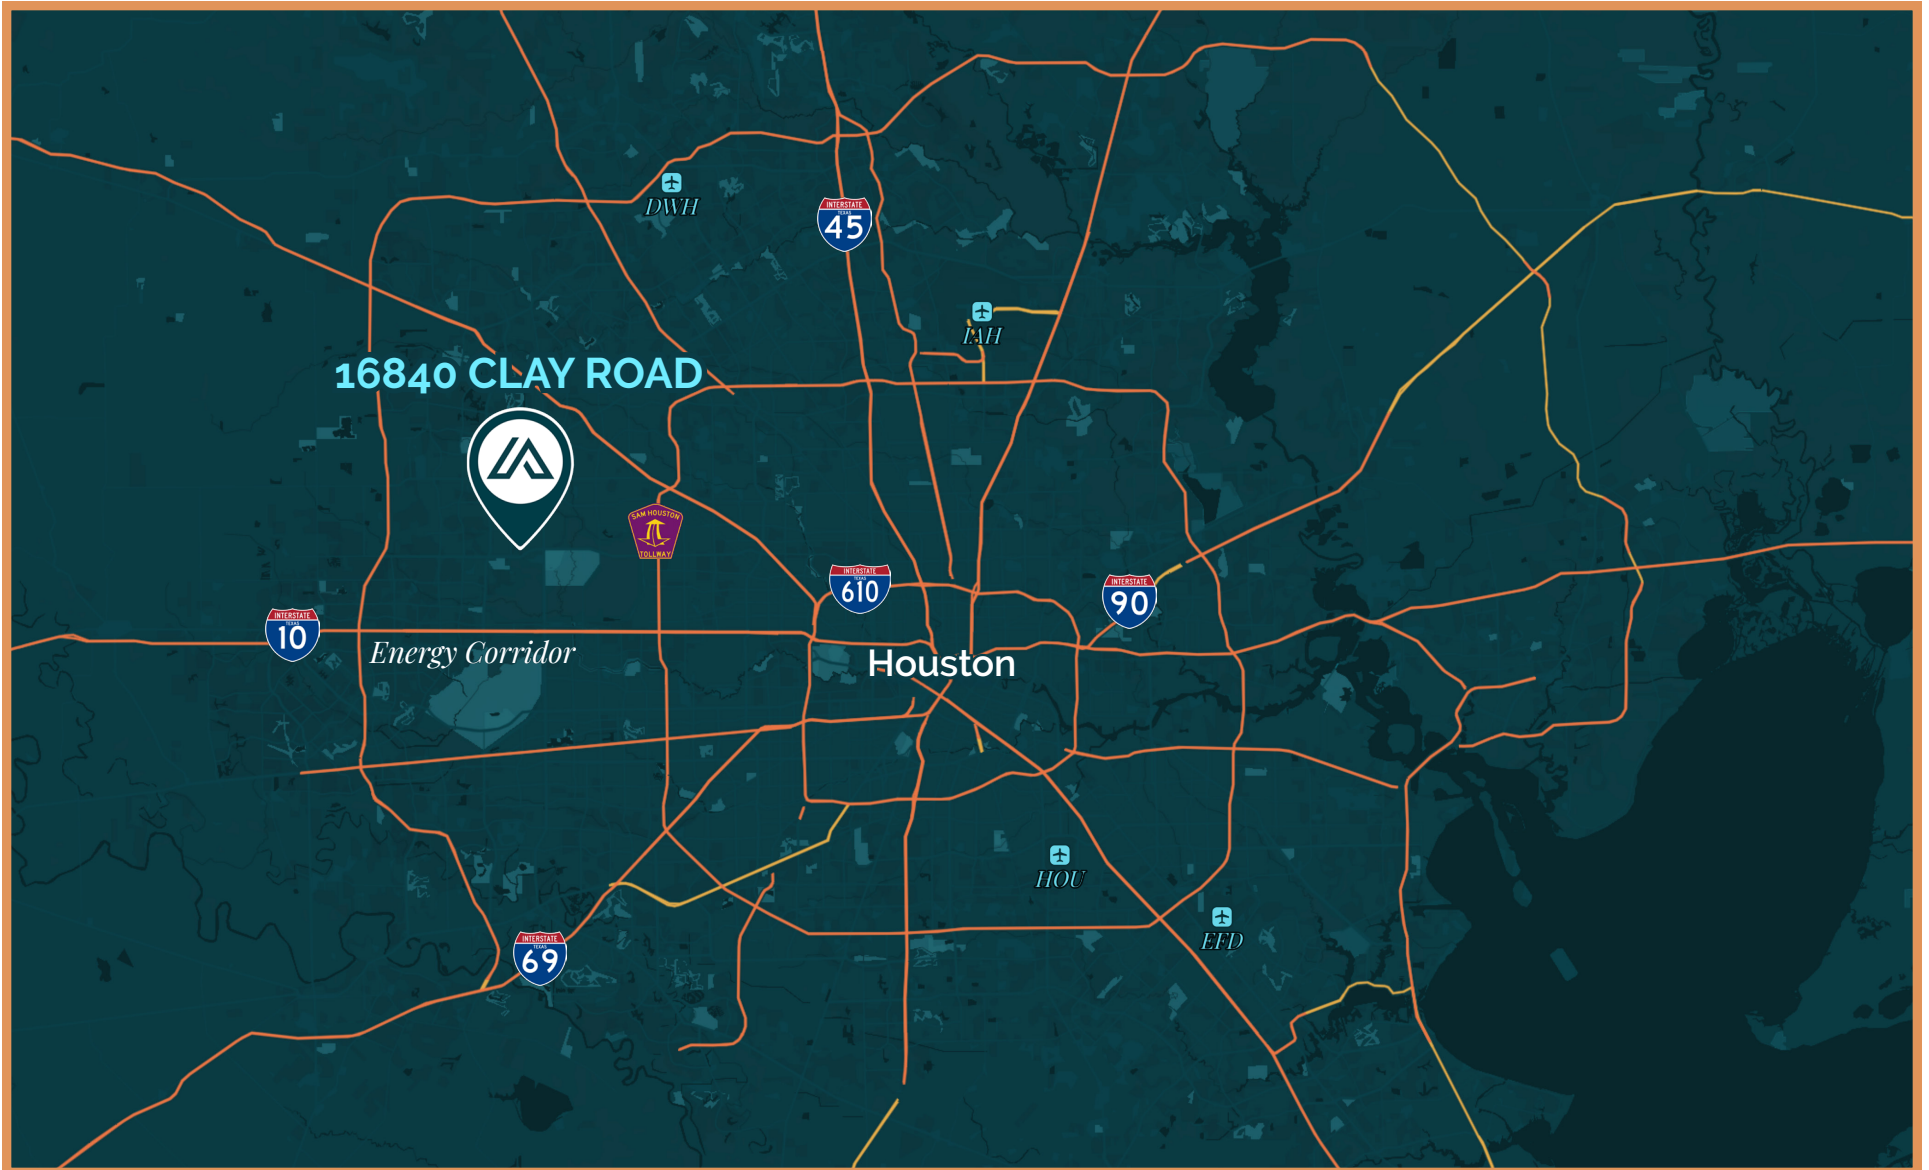 DWH
INTERSTATE
TEXAS
45
IAH
16840 CLAY ROAD
SAM HOUSTON
TOLLWAY
INTERSTATE
TEXAS
610
INTERSTATE
TEXAS
90
INTERSTATE
TEXAS
10
Energy Corridor
Houston
HOU
EFD
INTERSTATE
TEXAS
69